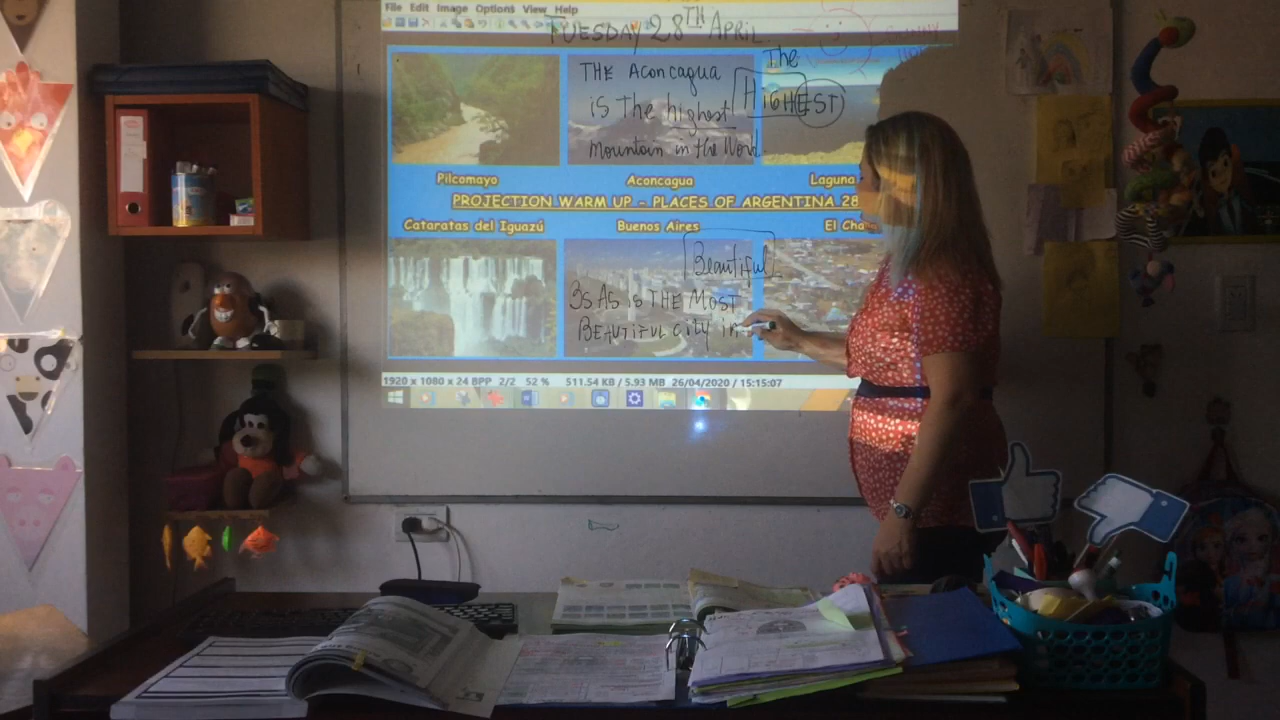 File Edit Image Options View Help
TUESDAY 28TH APRIL
THE ACONCAGUA
iS THE highest
mountain in the World
The
HIGHEST
Pilcomayo
Aconcagua
Laguna
PROJECTION WARM UP - PLACES OF ARGENTINA 28
Cataratas del Iguazú
Buenos Aires
El Cha
Beautiful
BS AS iS THE MOST
BEAUTIFUL city in
1920 x 1080 x 24 BPP 2/2 52 % 511.54 KB / 5.93 MB 26/04/2020 / 15:15:07